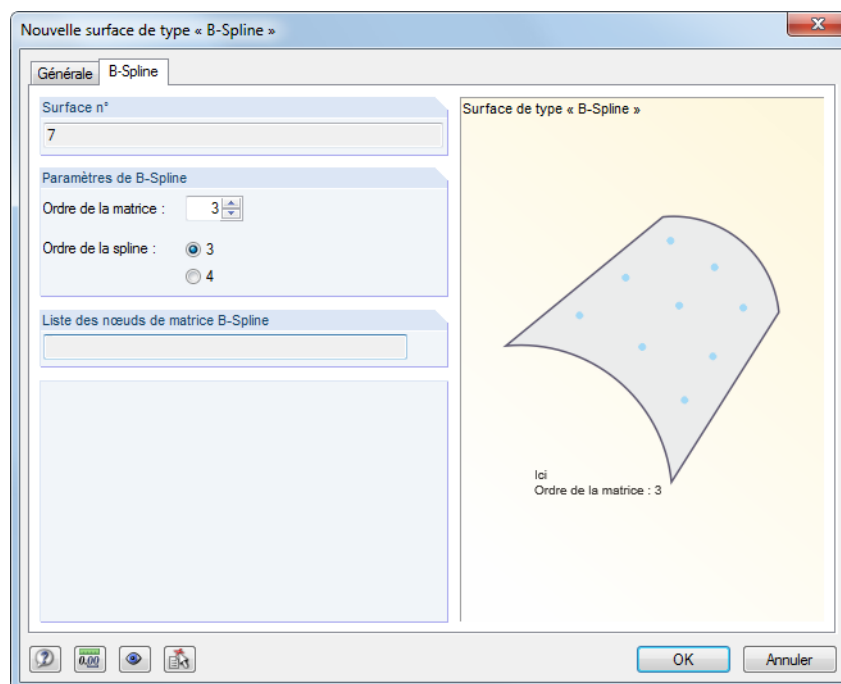 Nouvelle surface de type « B-Spline »
Générale
B-Spline
Surface n°
7
Paramètres de B-Spline
Ordre de la matrice :
3
Ordre de la spline :
3
4
Liste des nœuds de matrice B-Spline
Surface de type « B-Spline »
Ici
Ordre de la matrice : 3
0.00
OK
Annuler